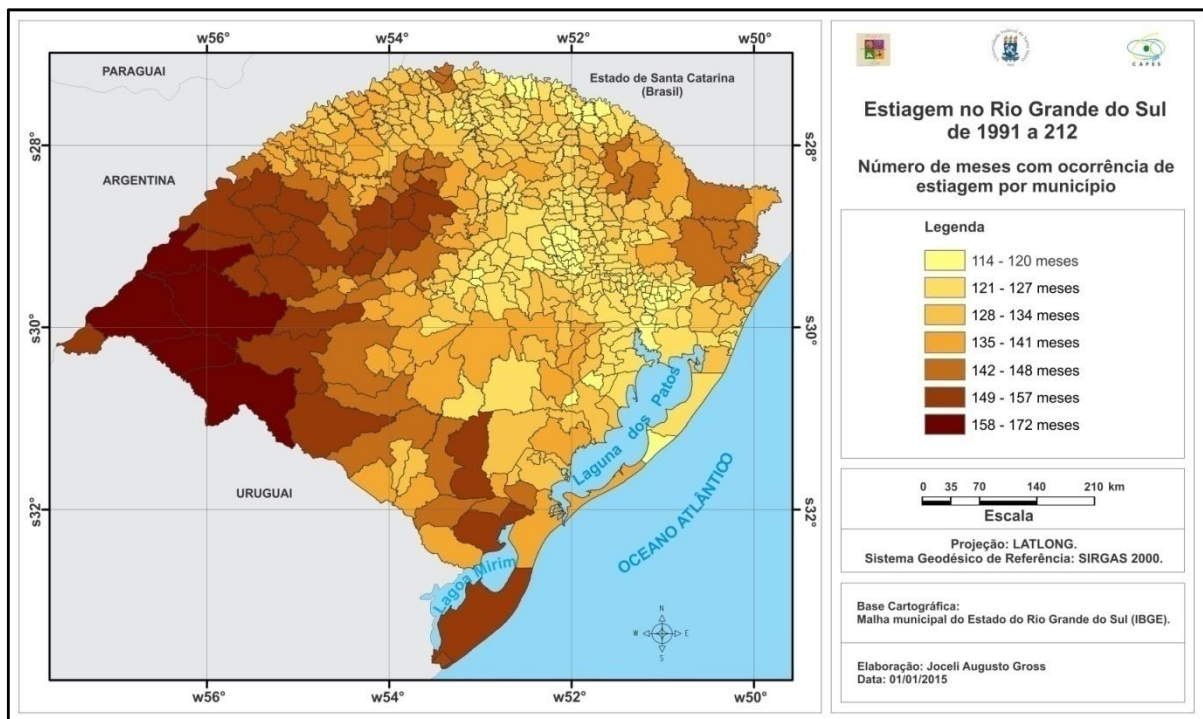 w56°
w54°
w52°
w50°
PARAGUAI
Estado de Santa Catarina
(Brasil)
s28°
s28°
ARGENTINA
s30°
s30°
Laguna dos Patos
URUGUAI
s32°
s32°
OCEANO ATLÂNTICO
Lagoa Mirim
N
W
E
S
w56°
w54°
w52°
w50°
CAPES
Estiagem no Rio Grande do Sul
de 1991 a 212
Número de meses com ocorrência de
estiagem por município
Legenda
114 - 120 meses
121 - 127 meses
128 - 134 meses
135 - 141 meses
142 - 148 meses
149 - 157 meses
158 - 172 meses
0 35 70 140 210 km
Escala
Projeção: LATLONG.
Sistema Geodésico de Referência: SIRGAS 2000.
Base Cartográfica:
Malha municipal do Estado do Rio Grande do Sul (IBGE).
Elaboração: Joceli Augusto Gross
Data: 01/01/2015